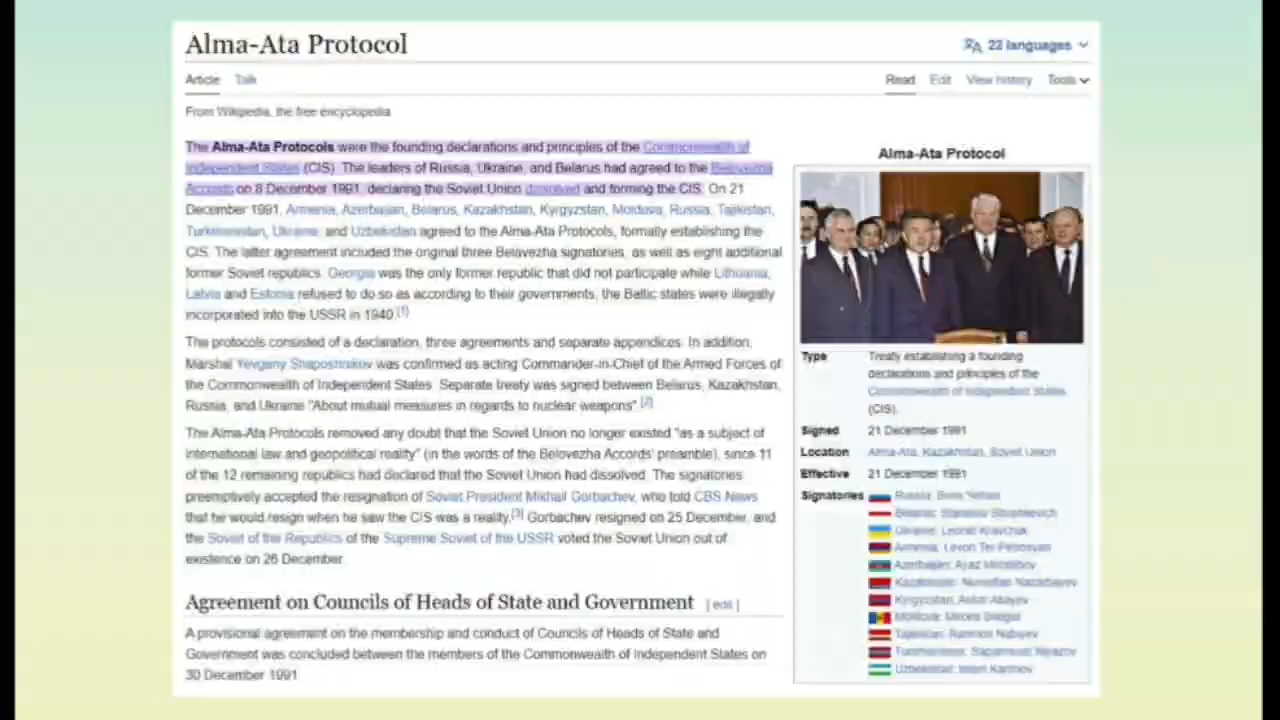 Alma-Ata Protocol
22 languages
Article Talk
Read Edit View history Tools
From Wikipedia, the free encyclopedia
The Alma-Ata Protocols were the founding declarations and principles of the Commonwealth of
Independent States (CIS). The leaders of Russia, Ukraine, and Belarus had agreed to the Belovezha
Accords on 8 December 1991, declaring the Soviet Union dissolved and forming the CIS. On 21
December 1991, Armenia, Azerbaijan, Belarus, Kazakhstan, Kyrgyzstan, Moldova, Russia, Tajikistan,
Turkmenistan, Ukraine, and Uzbekistan agreed to the Alma-Ata Protocols, formally establishing the
CIS. The latter agreement included the original three Belavezha signatories, as well as eight additional
former Soviet republics. Georgia was the only former republic that did not participate while Lithuania,
Latvia and Estonia refused to do so as according to their governments, the Baltic states were illegally
incorporated into the USSR in 1940.[1]
The protocols consisted of a declaration, three agreements and separate appendices. In addition,
Marshal Yevgeny Shaposhnikov was confirmed as acting Commander-in-Chief of the Armed Forces of
the Commonwealth of Independent States. Separate treaty was signed between Belarus, Kazakhstan,
Russia, and Ukraine "About mutual measures in regards to nuclear weapons".[2]
The Alma-Ata Protocols removed any doubt that the Soviet Union no longer existed "as a subject of
international law and geopolitical reality" (in the words of the Belovezha Accords' preamble), since 11
of the 12 remaining republics had declared that the Soviet Union had dissolved. The signatories
preemptively accepted the resignation of Soviet President Mikhail Gorbachev, who told CBS News
that he would resign when he saw the CIS was a reality.[3] Gorbachev resigned on 25 December, and
the Soviet of the Republics of the Supreme Soviet of the USSR voted the Soviet Union out of
existence on 26 December.
Agreement on Councils of Heads of State and Government [ edit ]
A provisional agreement on the membership and conduct of Councils of Heads of State and
Government was concluded between the members of the Commonwealth of Independent States on
30 December 1991
Alma-Ata Protocol
Type Treaty establishing a founding
declarations and principles of the
Commonwealth of Independent States
(CIS).
Signed 21 December 1991
Location Alma-Ata, Kazakhstan, Soviet Union
Effective 21 December 1991
Signatories Russia: Boris Yeltsin
Belarus: Stanislav Shushkevich
Ukraine: Leonid Kravchuk
Armenia: Levon Ter-Petrosyan
Azerbaijan: Ayaz Mutalibov
Kazakhstan: Nursultan Nazarbayev
Kyrgyzstan: Askar Akayev
Moldova: Mircea Snegur
Tajikistan: Rahmon Nabiyev
Turkmenistan: Saparmurat Niyazov
Uzbekistan: Islam Karimov